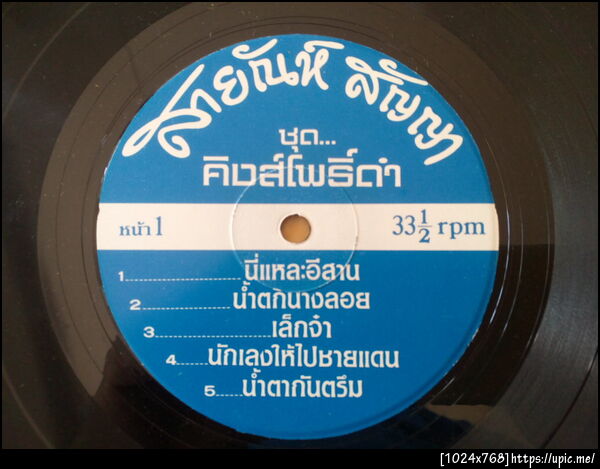 สายัณห์ สัญญา
ชุด...
คิงส์โพธิ์ดำ
หน้า 1
33 1/2 rpm
1..................นี่แหละอีสาน
2.................น้ำตกนางลอย
3......................เล็กจ๋า
4......นักเลงให้ไปชายแดน
5......น้ำตากันตรึม
[1024x768]https://upic.me/